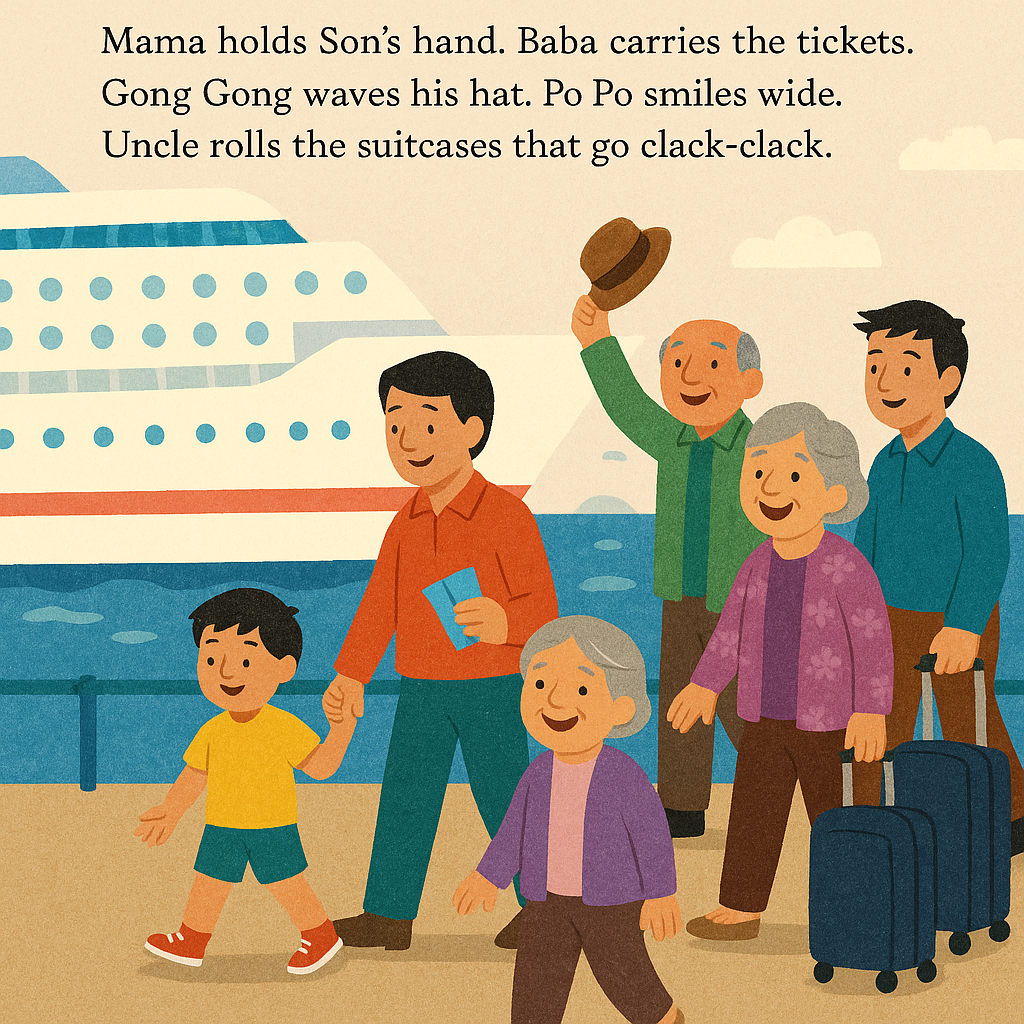 Mama holds Son’s hand. Baba carries the tickets.
Gong Gong waves his hat. Po Po smiles wide.
Uncle rolls the suitcases that go clack-clack.